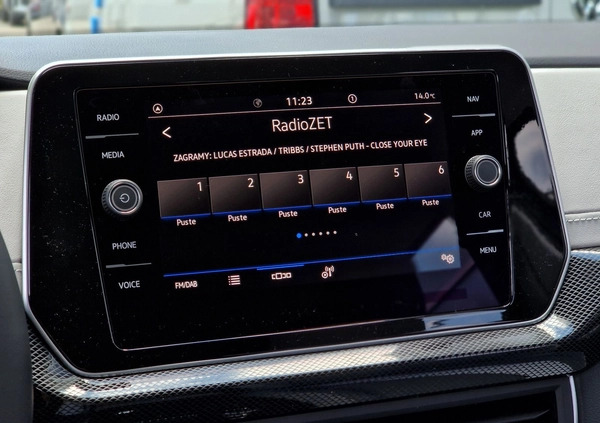 RADIO
MEDIA
PHONE
VOICE
A 11:23 1 14.0°C
RadioZET
ZAGRAMY: LUCAS ESTRADA / TRIBBS / STEPHEN PUTH - CLOSE YOUR EYE
1 2 3 4 5 6
Puste Puste Puste Puste Puste Puste
FM/DAB
NAV
APP
CAR
MENU